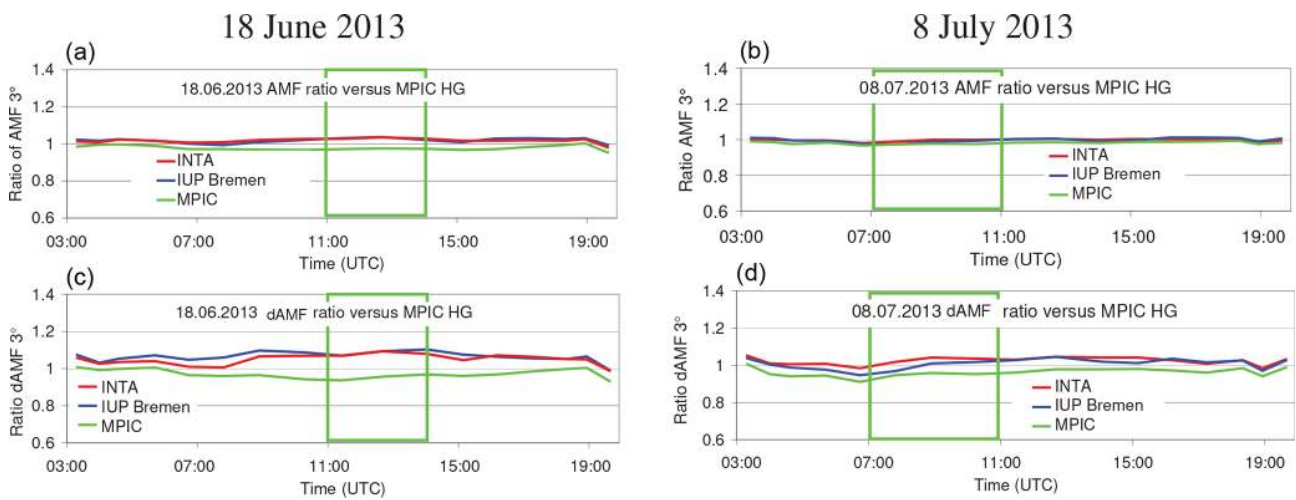 18 June 2013
8 July 2013
(a)
18.06.2013 AMF ratio versus MPIC HG
Ratio of AMF 3°
1.4
1.2
1
0.8
0.6
INTA
IUP Bremen
MPIC
03:00 07:00 11:00 15:00 19:00
Time (UTC)
(b)
08.07.2013 AMF ratio versus MPIC HG
Ratio AMF 3°
1.4
1.2
1
0.8
0.6
INTA
IUP Bremen
MPIC
03:00 07:00 11:00 15:00 19:00
Time (UTC)
(c)
18.06.2013 dAMF ratio versus MPIC HG
Ratio dAMF 3°
1.4
1.2
1
0.8
0.6
INTA
IUP Bremen
MPIC
03:00 07:00 11:00 15:00 19:00
Time (UTC)
(d)
08.07.2013 dAMF ratio versus MPIC HG
Ratio dAMF 3°
1.4
1.2
1
0.8
0.6
INTA
IUP Bremen
MPIC
03:00 07:00 11:00 15:00 19:00
Time (UTC)